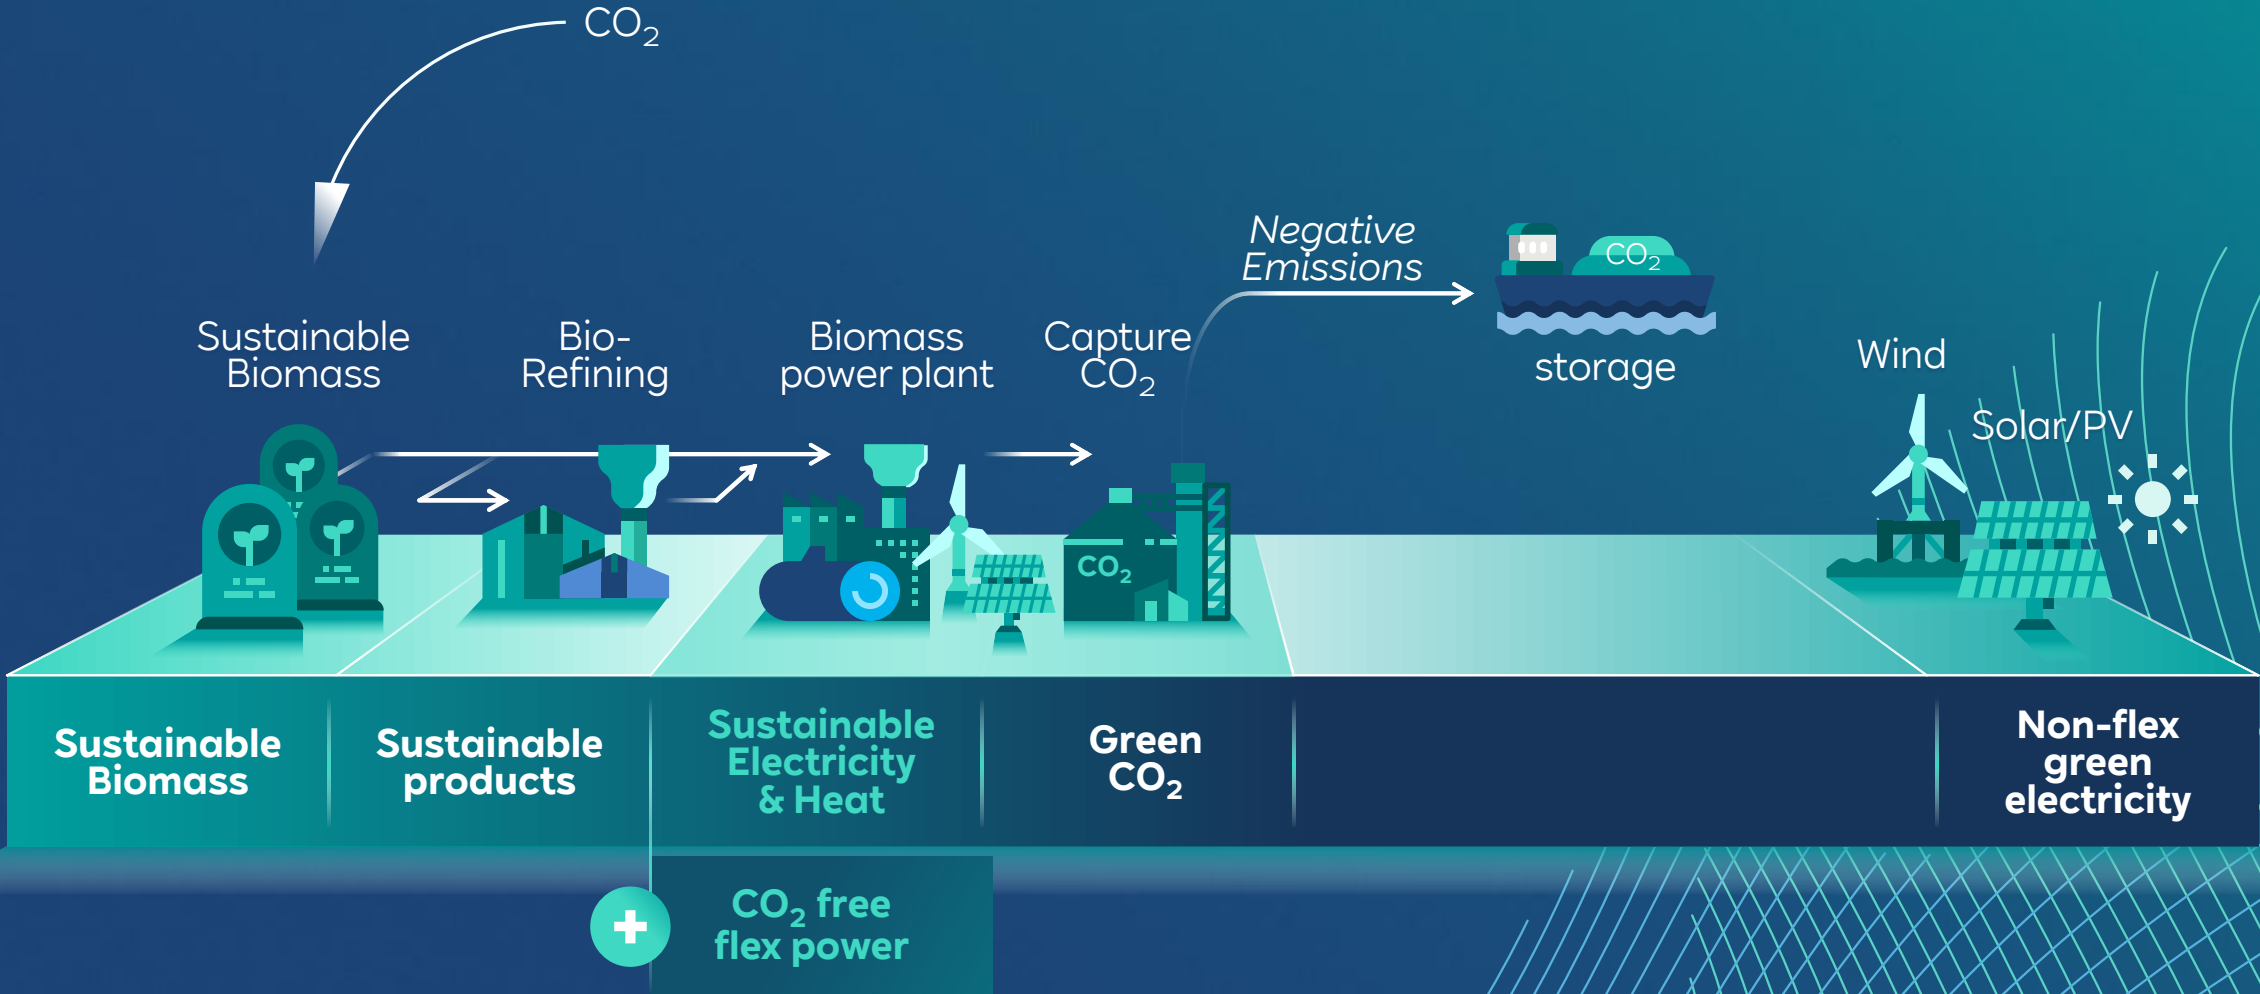 CO₂
Negative
Emissions
CO₂
storage
Sustainable
Biomass
Bio-
Refining
Biomass
power plant
Capture
CO₂
Wind
Solar/PV
CO₂
Sustainable
Biomass
Sustainable
products
Sustainable
Electricity
& Heat
Green
CO₂
Non-flex
green
electricity
CO₂ free
flex power